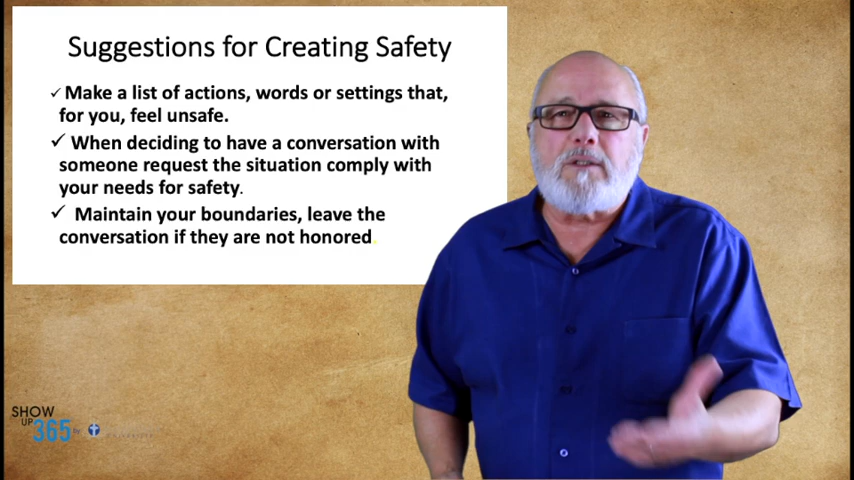 Suggestions for Creating Safety
✓ Make a list of actions, words or settings that,
for you, feel unsafe.
✓ When deciding to have a conversation with
someone request the situation comply with
your needs for safety.
✓ Maintain your boundaries, leave the
conversation if they are not honored.
SHOW
UP
365 by